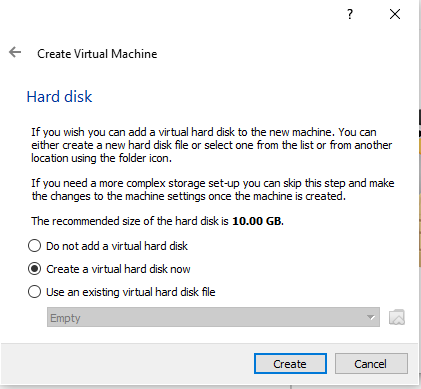 ?
Create Virtual Machine
Hard disk
If you wish you can add a virtual hard disk to the new machine. You can
either create a new hard disk file or select one from the list or from another
location using the folder icon.
If you need a more complex storage set-up you can skip this step and make
the changes to the machine settings once the machine is created.
The recommended size of the hard disk is 10.00 GB.
Do not add a virtual hard disk
Create a virtual hard disk now
Use an existing virtual hard disk file
Empty
Create
Cancel